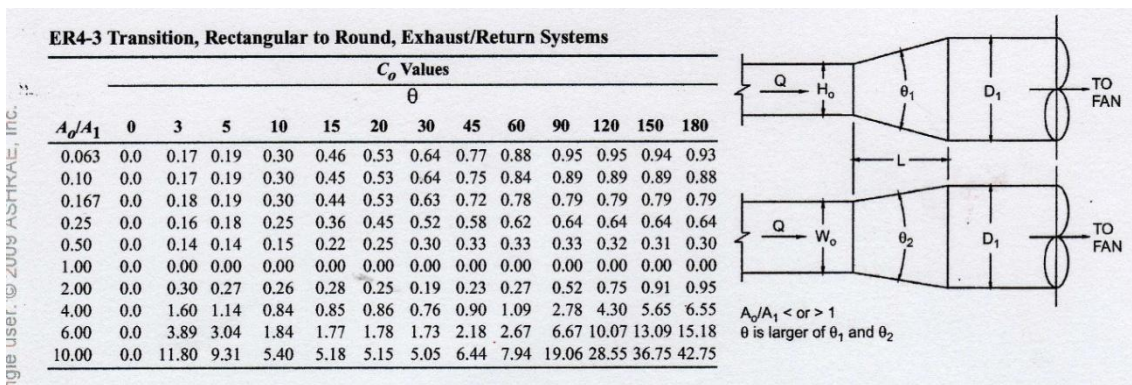 ER4-3 Transition, Rectangular to Round, Exhaust/Return Systems
Cₒ Values
θ
Aₒ/A₁ 0 3 5 10 15 20 30 45 60 90 120 150 180
0.063 0.0 0.17 0.19 0.30 0.46 0.53 0.64 0.77 0.88 0.95 0.95 0.94 0.93
0.10 0.0 0.17 0.19 0.30 0.45 0.53 0.64 0.75 0.84 0.89 0.89 0.89 0.88
0.167 0.0 0.18 0.19 0.30 0.44 0.53 0.63 0.72 0.78 0.79 0.79 0.79 0.79
0.25 0.0 0.16 0.18 0.25 0.36 0.45 0.52 0.58 0.62 0.64 0.64 0.64 0.64
0.50 0.0 0.14 0.14 0.15 0.22 0.25 0.30 0.33 0.33 0.33 0.32 0.31 0.30
1.00 0.0 0.00 0.00 0.00 0.00 0.00 0.00 0.00 0.00 0.00 0.00 0.00 0.00
2.00 0.0 0.30 0.27 0.26 0.28 0.25 0.19 0.23 0.27 0.52 0.75 0.91 0.95
4.00 0.0 1.60 1.14 0.84 0.85 0.86 0.76 0.90 1.09 2.78 4.30 5.65 6.55
6.00 0.0 3.89 3.04 1.84 1.77 1.78 1.73 2.18 2.67 6.67 10.07 13.09 15.18
10.00 0.0 11.80 9.31 5.40 5.18 5.15 5.05 6.44 7.94 19.06 28.55 36.75 42.75
Q Hₒ θ₁ D₁ TO
FAN
L
Q Wₒ θ₂ D₁ TO
FAN
Aₒ/A₁ < or > 1
θ is larger of θ₁ and θ₂
user. © 2009 ASHRAE, Inc.